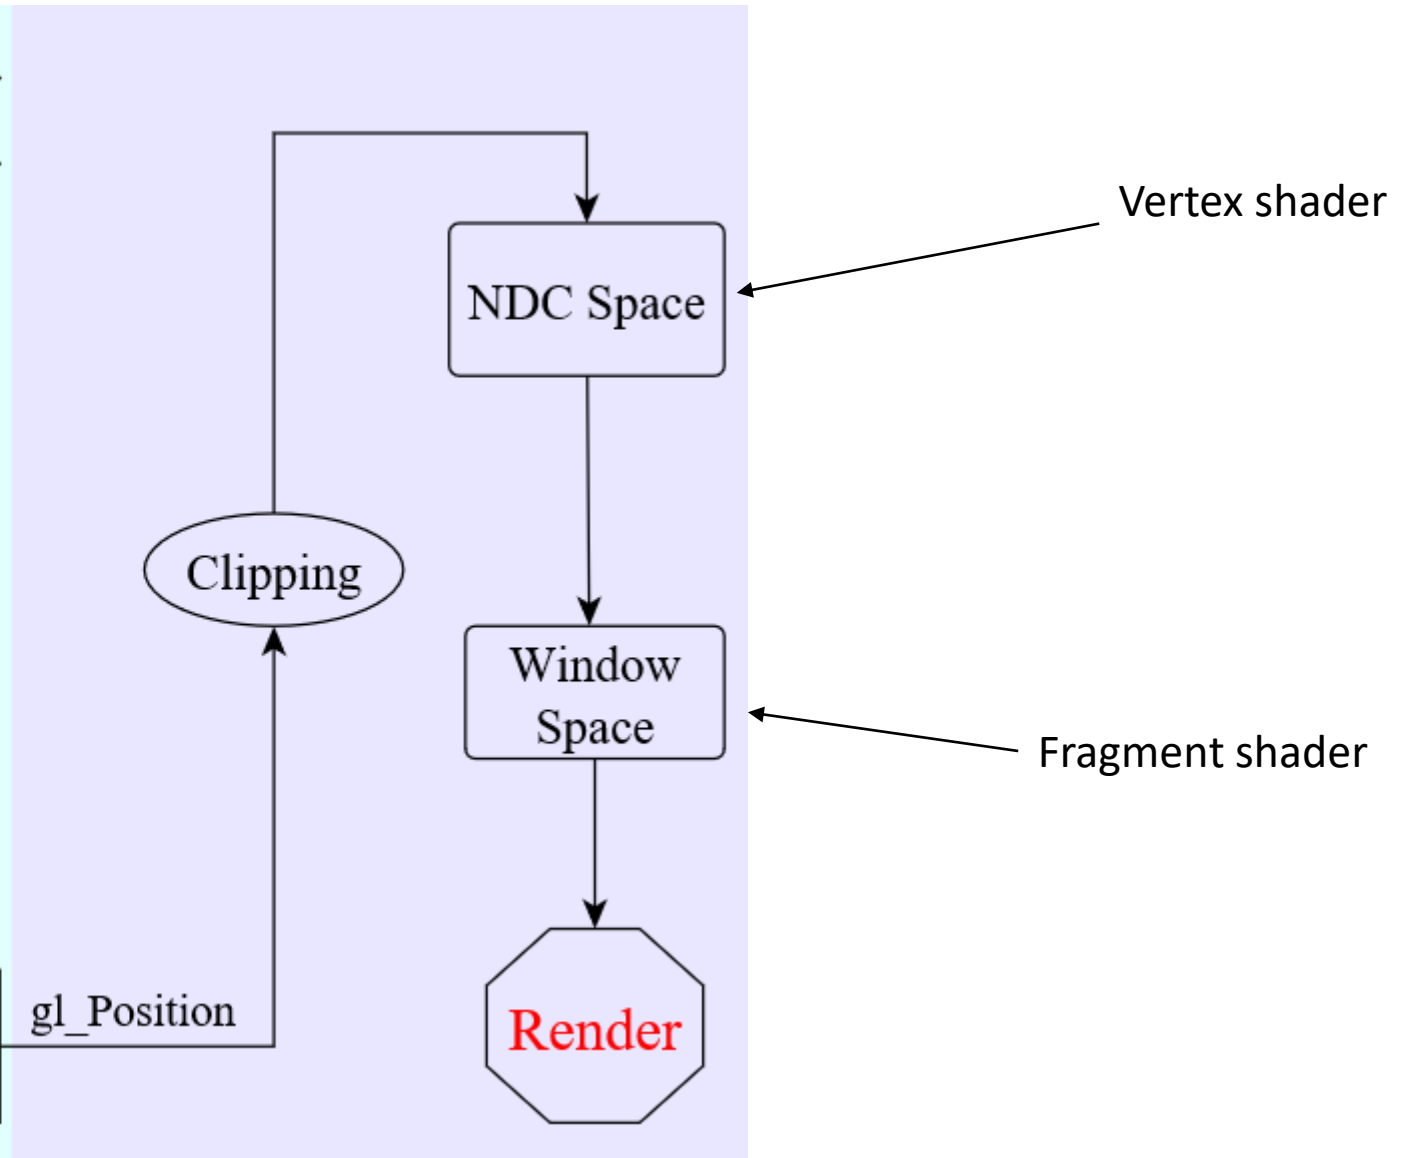 Vertex shader
NDC Space
Clipping
Window
Space
Fragment shader
gl_Position
Render